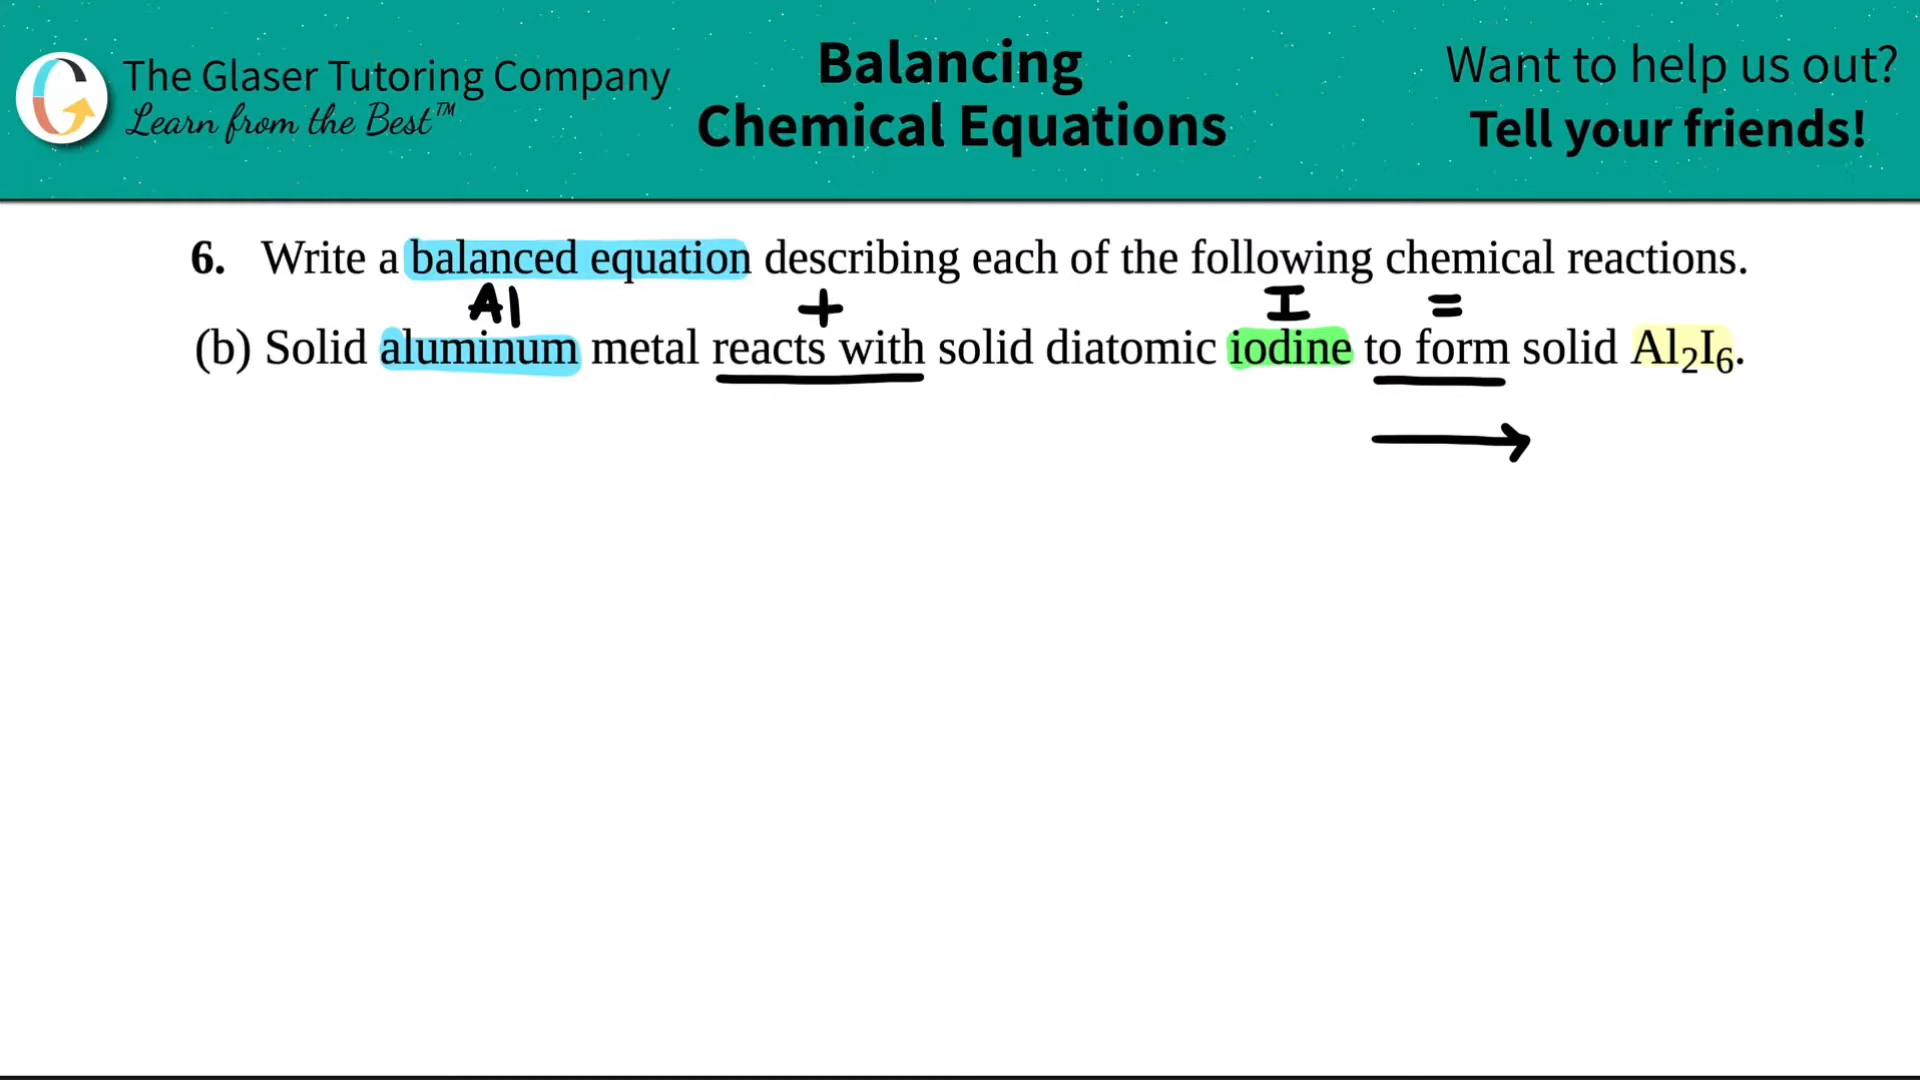 The Glaser Tutoring Company
Learn from the Best™
Balancing
Chemical Equations
Want to help us out?
Tell your friends!
6. Write a balanced equation describing each of the following chemical reactions.
Al + I =
(b) Solid aluminum metal reacts with solid diatomic iodine to form solid Al₂I₆.
→